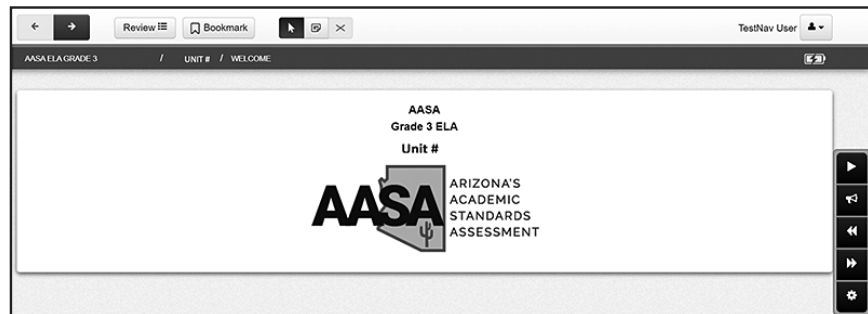 Review Bookmark TestNav User
AASA ELA GRADE 3 / UNIT # / WELCOME
AASA
Grade 3 ELA
Unit #
AASA
ARIZONA'S
ACADEMIC
STANDARDS
ASSESSMENT